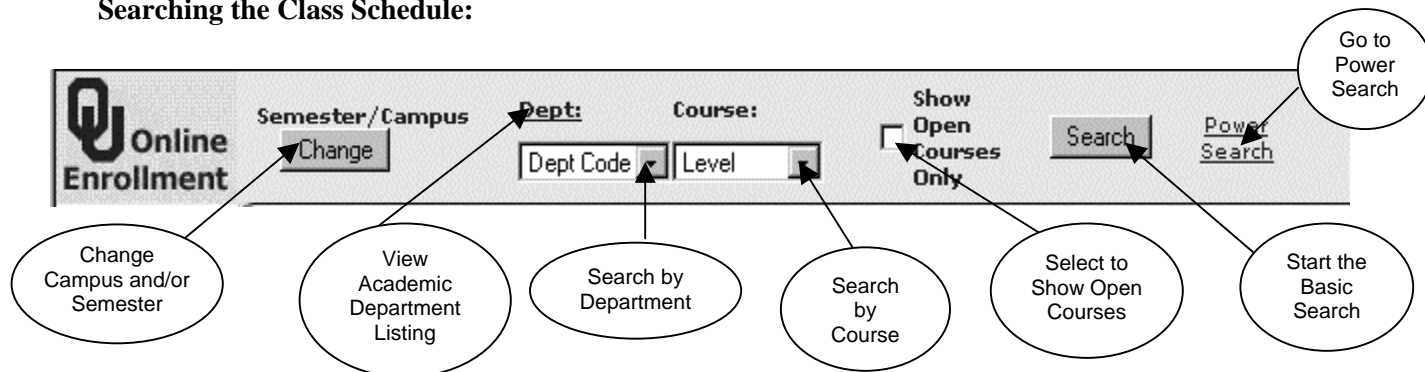 Searching the Class Schedule:
Go to
Power
Search
OU Online
Enrollment
Semester/Campus
Change
Dept:
Dept Code
Course:
Level
Show
Open
Courses
Only
Search
Power
Search
Change
Campus and/or
Semester
View
Academic
Department
Listing
Search by
Department
Search
by
Course
Select to
Show Open
Courses
Start the
Basic
Search